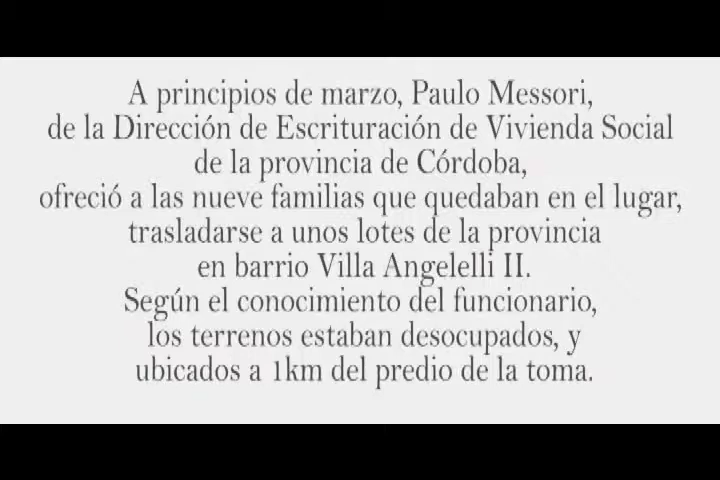 A principios de marzo, Paulo Messori,
de la Dirección de Escrituración de Vivienda Social
de la provincia de Córdoba,
ofreció a las nueve familias que quedaban en el lugar,
trasladarse a unos lotes de la provincia
en barrio Villa Angelelli II.
Según el conocimiento del funcionario,
los terrenos estaban desocupados, y
ubicados a 1km del predio de la toma.